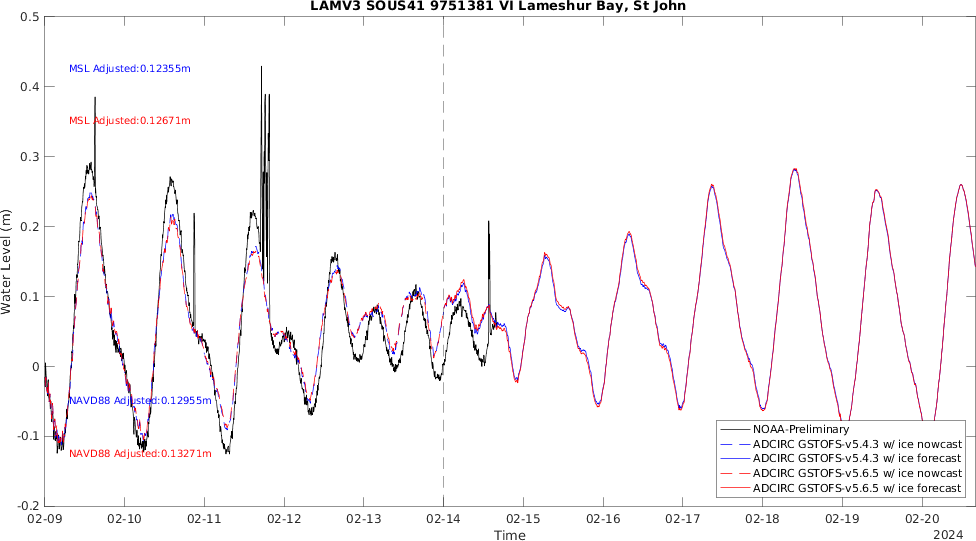 LAMV3 SOUS41 9751381 VI Lameshur Bay, St John
0.5
0.4
0.3
0.2
0.1
0
-0.1
-0.2
Water Level (m)
MSL Adjusted:0.12355m
MSL Adjusted:0.12671m
NAVD88 Adjusted:0.12955m
NAVD88 Adjusted:0.13271m
NOAA-Preliminary
ADCIRC GSTOFS-v5.4.3 w/ ice nowcast
ADCIRC GSTOFS-v5.4.3 w/ ice forecast
ADCIRC GSTOFS-v5.6.5 w/ ice nowcast
ADCIRC GSTOFS-v5.6.5 w/ ice forecast
02-09 02-10 02-11 02-12 02-13 02-14 02-15 02-16 02-17 02-18 02-19 02-20
Time
2024